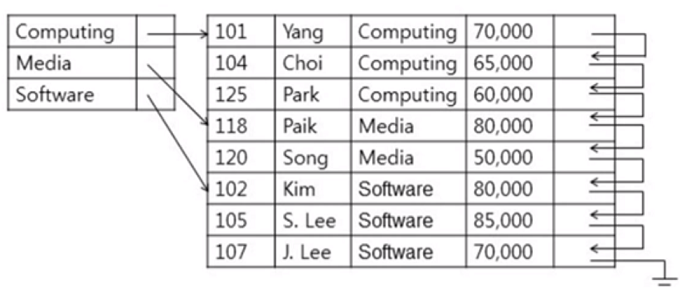 Computing 101 Yang Computing 70,000
Media 104 Choi Computing 65,000
Software 125 Park Computing 60,000
118 Paik Media 80,000
120 Song Media 50,000
102 Kim Software 80,000
105 S. Lee Software 85,000
107 J. Lee Software 70,000